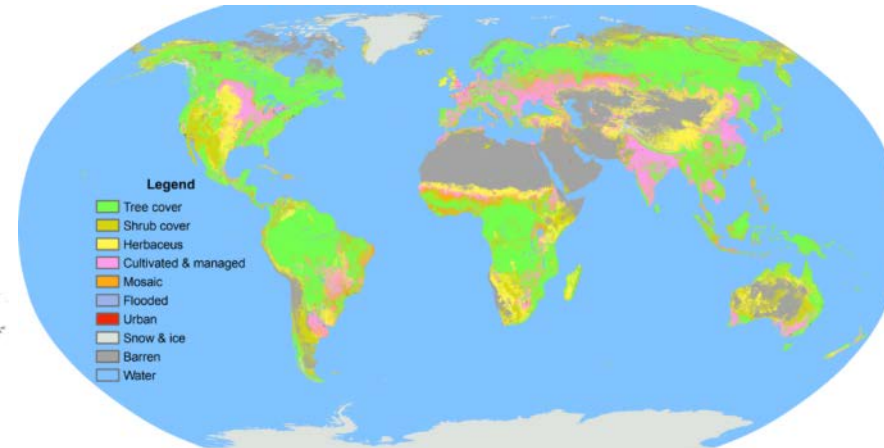 Legend
Tree cover
Shrub cover
Herbaceus
Cultivated & managed
Mosaic
Flooded
Urban
Snow & ice
Barren
Water